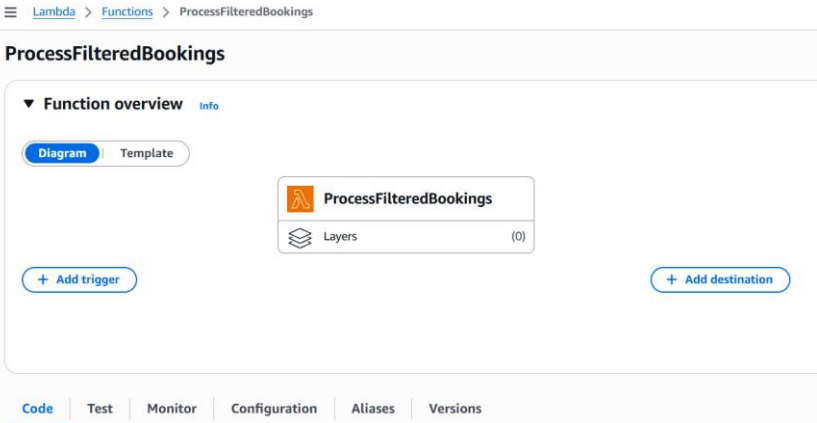 Lambda > Functions > ProcessFilteredBookings
ProcessFilteredBookings
▼ Function overview Info
Diagram | Template
ProcessFilteredBookings
Layers (0)
+ Add trigger
+ Add destination
Code | Test | Monitor | Configuration | Aliases | Versions